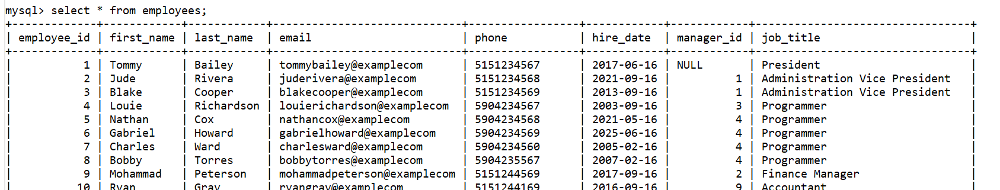 mysql> select * from employees;
+-------------+------------+-----------+-----------------------------+-----------------+------------+------------+---------------------------------+
| employee_id | first_name | last_name | email | phone | hire_date | manager_id | job_title |
+-------------+------------+-----------+-----------------------------+-----------------+------------+------------+---------------------------------+
| 1 | Tommy | Bailey | tommybailey@examplecom | 5151234567 | 2017-06-16 | NULL | President |
| 2 | Jude | Rivera | juderivera@examplecom | 5151234568 | 2021-09-16 | 1 | Administration Vice President |
| 3 | Blake | Cooper | blakecooper@examplecom | 5151234569 | 2013-09-16 | 1 | Administration Vice President |
| 4 | Louie | Richardson | louierichardson@examplecom | 5904234567 | 2003-09-16 | 3 | Programmer |
| 5 | Nathan | Cox | nathancox@examplecom | 5904234568 | 2021-05-16 | 4 | Programmer |
| 6 | Gabriel | Howard | gabrielhoward@examplecom | 5904234569 | 2025-06-16 | 4 | Programmer |
| 7 | Charles | Ward | charlesward@examplecom | 5904234560 | 2005-02-16 | 4 | Programmer |
| 8 | Bobby | Torres | bobbytorres@examplecom | 5904235567 | 2007-02-16 | 4 | Programmer |
| 9 | Mohammad | Peterson | mohammadpeterson@examplecom | 5151244569 | 2017-09-16 | 2 | Finance Manager |
| 10 | Ryan | Gray | ryangray@examplecom | 5151244169 | 2016-09-16 | 9 | Accountant |